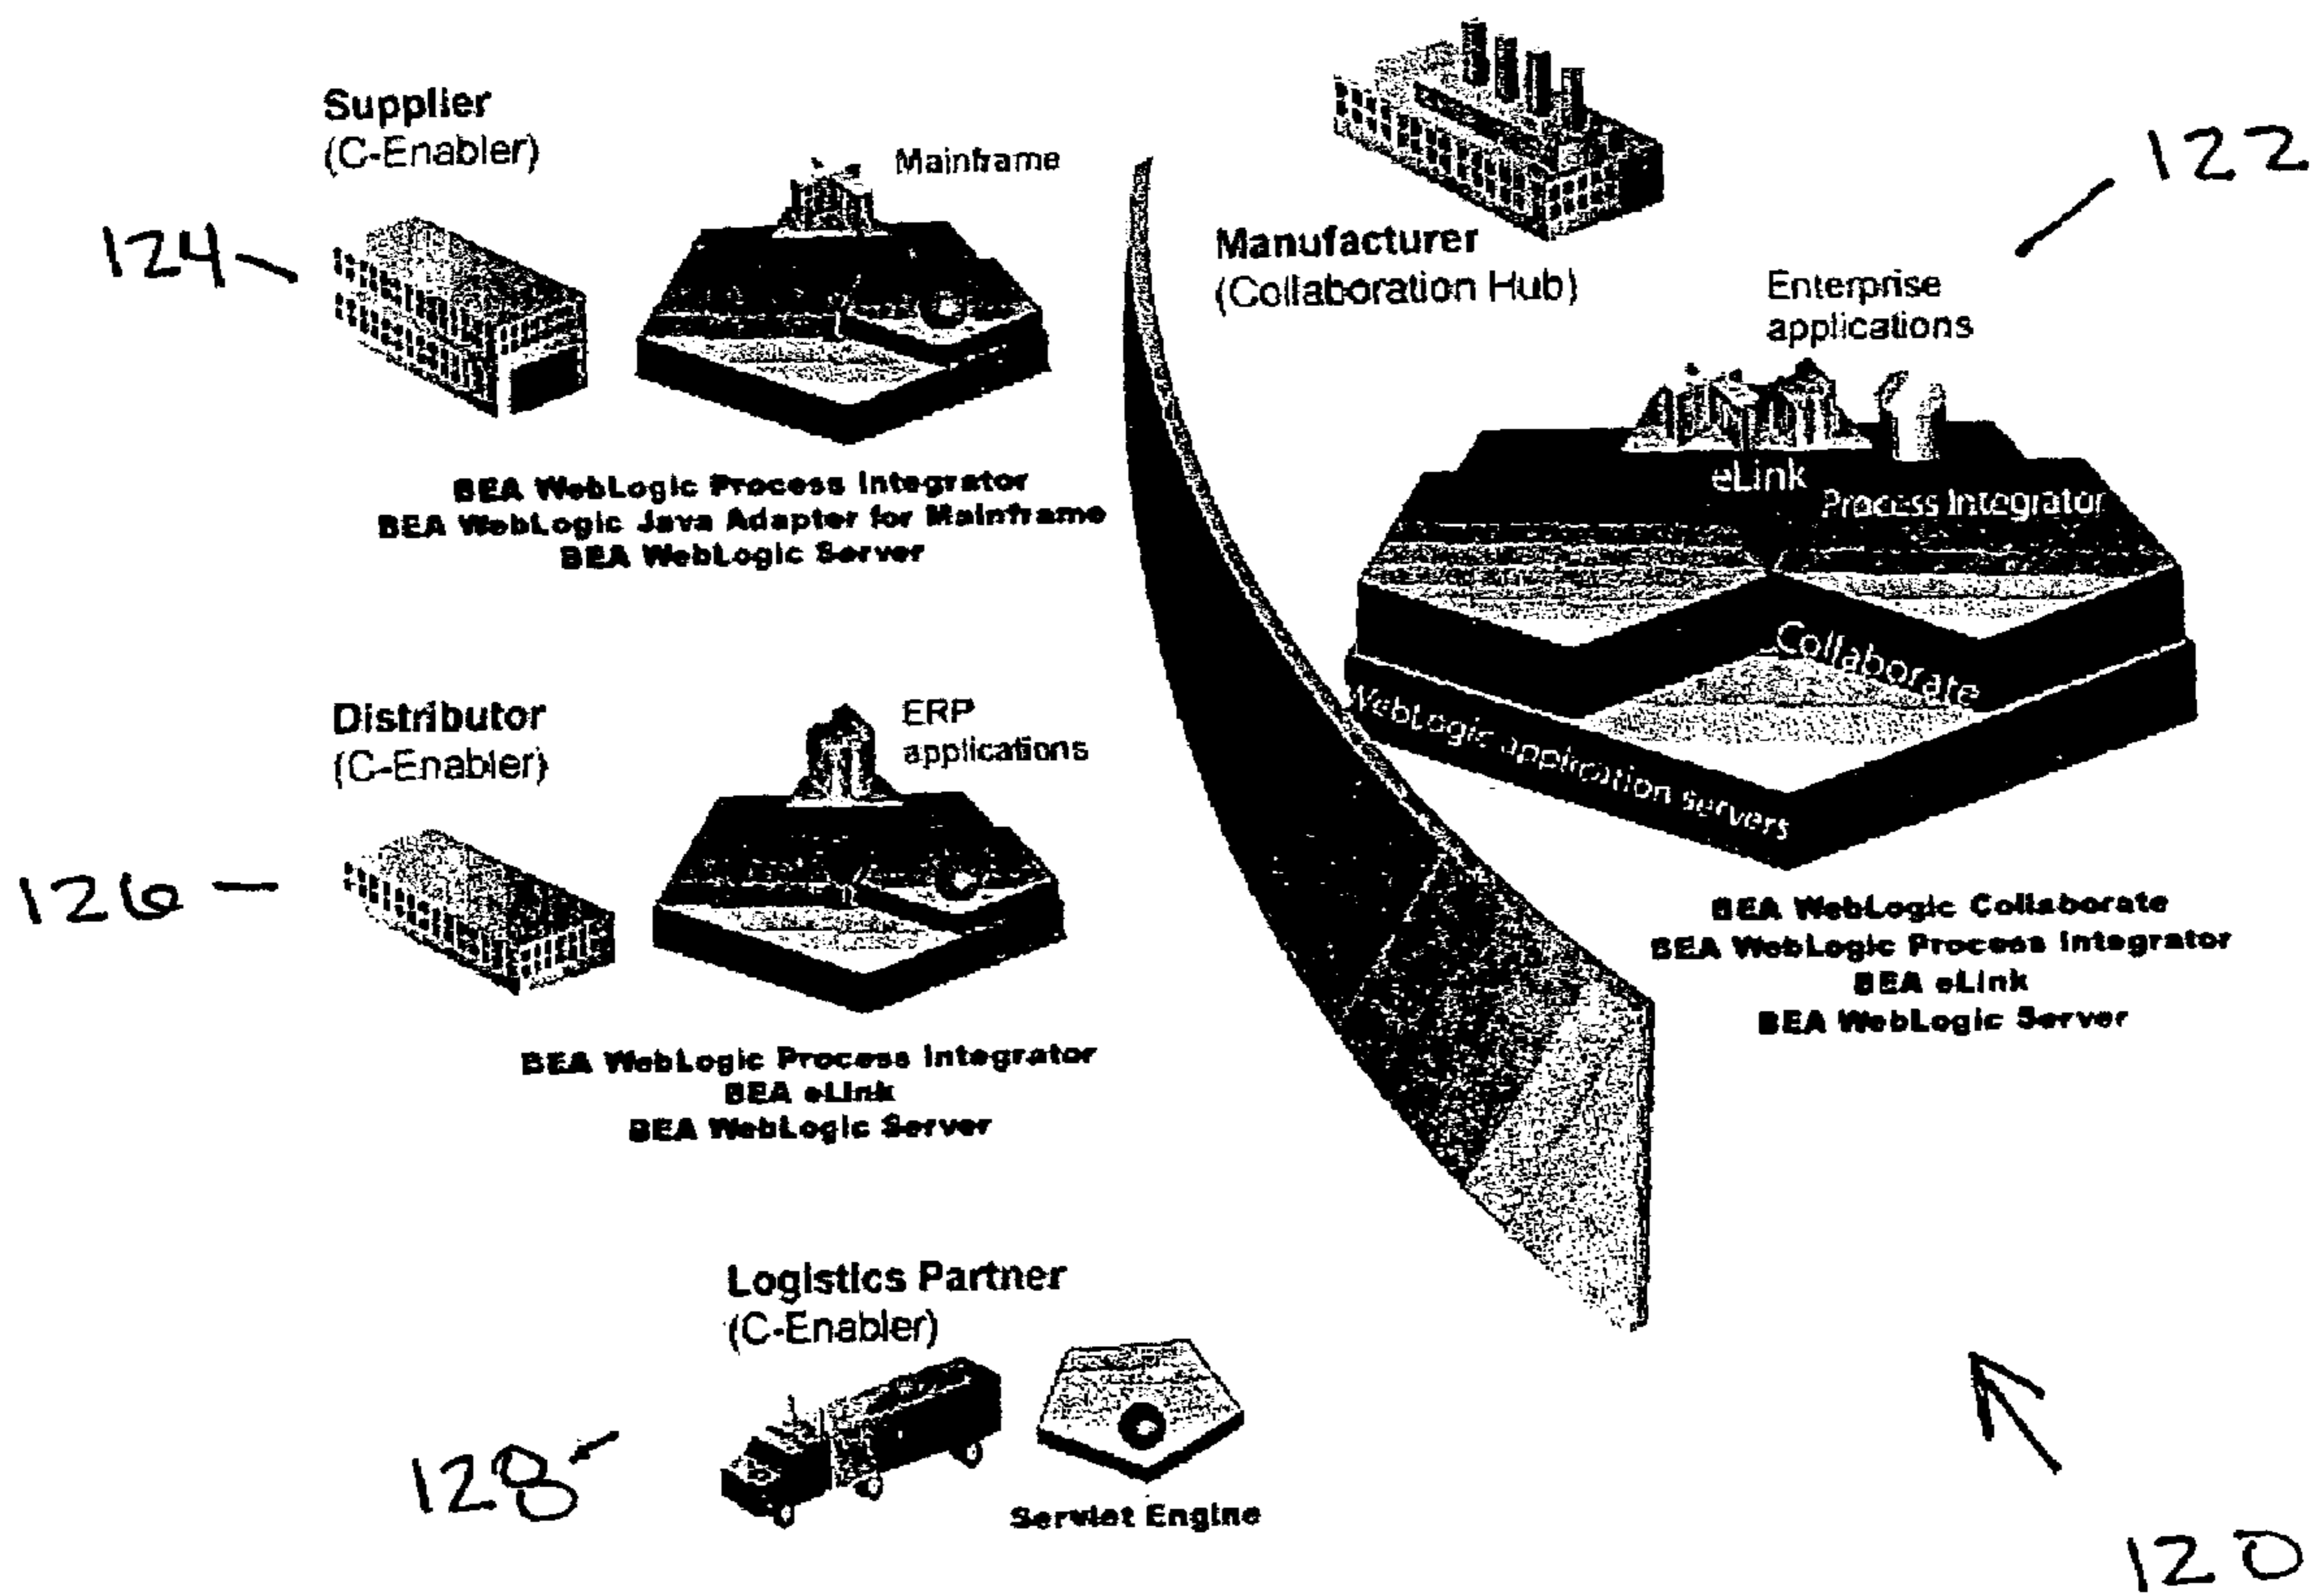 Supplier
(C-Enabler)
124
Mainframe
BEA WebLogic Process Integrator
BEA WebLogic Java Adapter for Mainframe
BEA WebLogic Server
Manufacturer
(Collaboration Hub)
122
Enterprise
applications
eLink
Process Integrator
Collaborate
WebLogic application servers
BEA WebLogic Collaborate
BEA WebLogic Process Integrator
BEA eLink
BEA WebLogic Server
Distributor
(C-Enabler)
126
ERP
applications
BEA WebLogic Process Integrator
BEA eLink
BEA WebLogic Server
Logistics Partner
(C-Enabler)
128
Servlet Engine
120